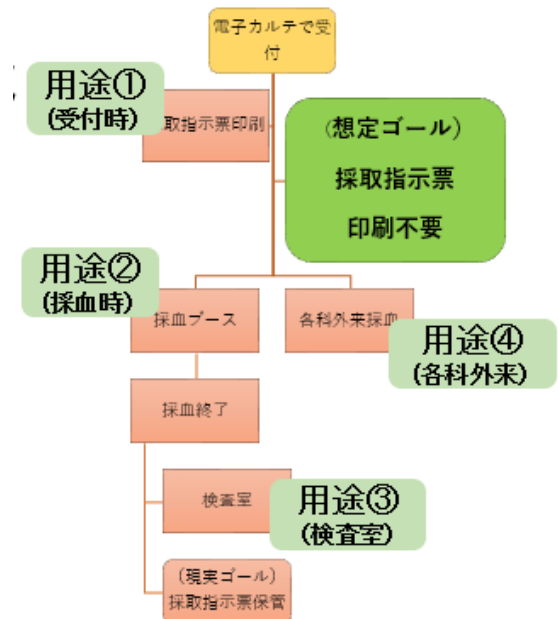 電子カルテで受
付
用途①
(受付時)
取指示票印刷
(想定ゴール)
採取指示票
印刷不要
用途②
(採血時)
採血ブース
各科外来採血
用途④
(各科外来)
採血終了
検査室
用途③
(検査室)
(現実ゴール)
採取指示票保管